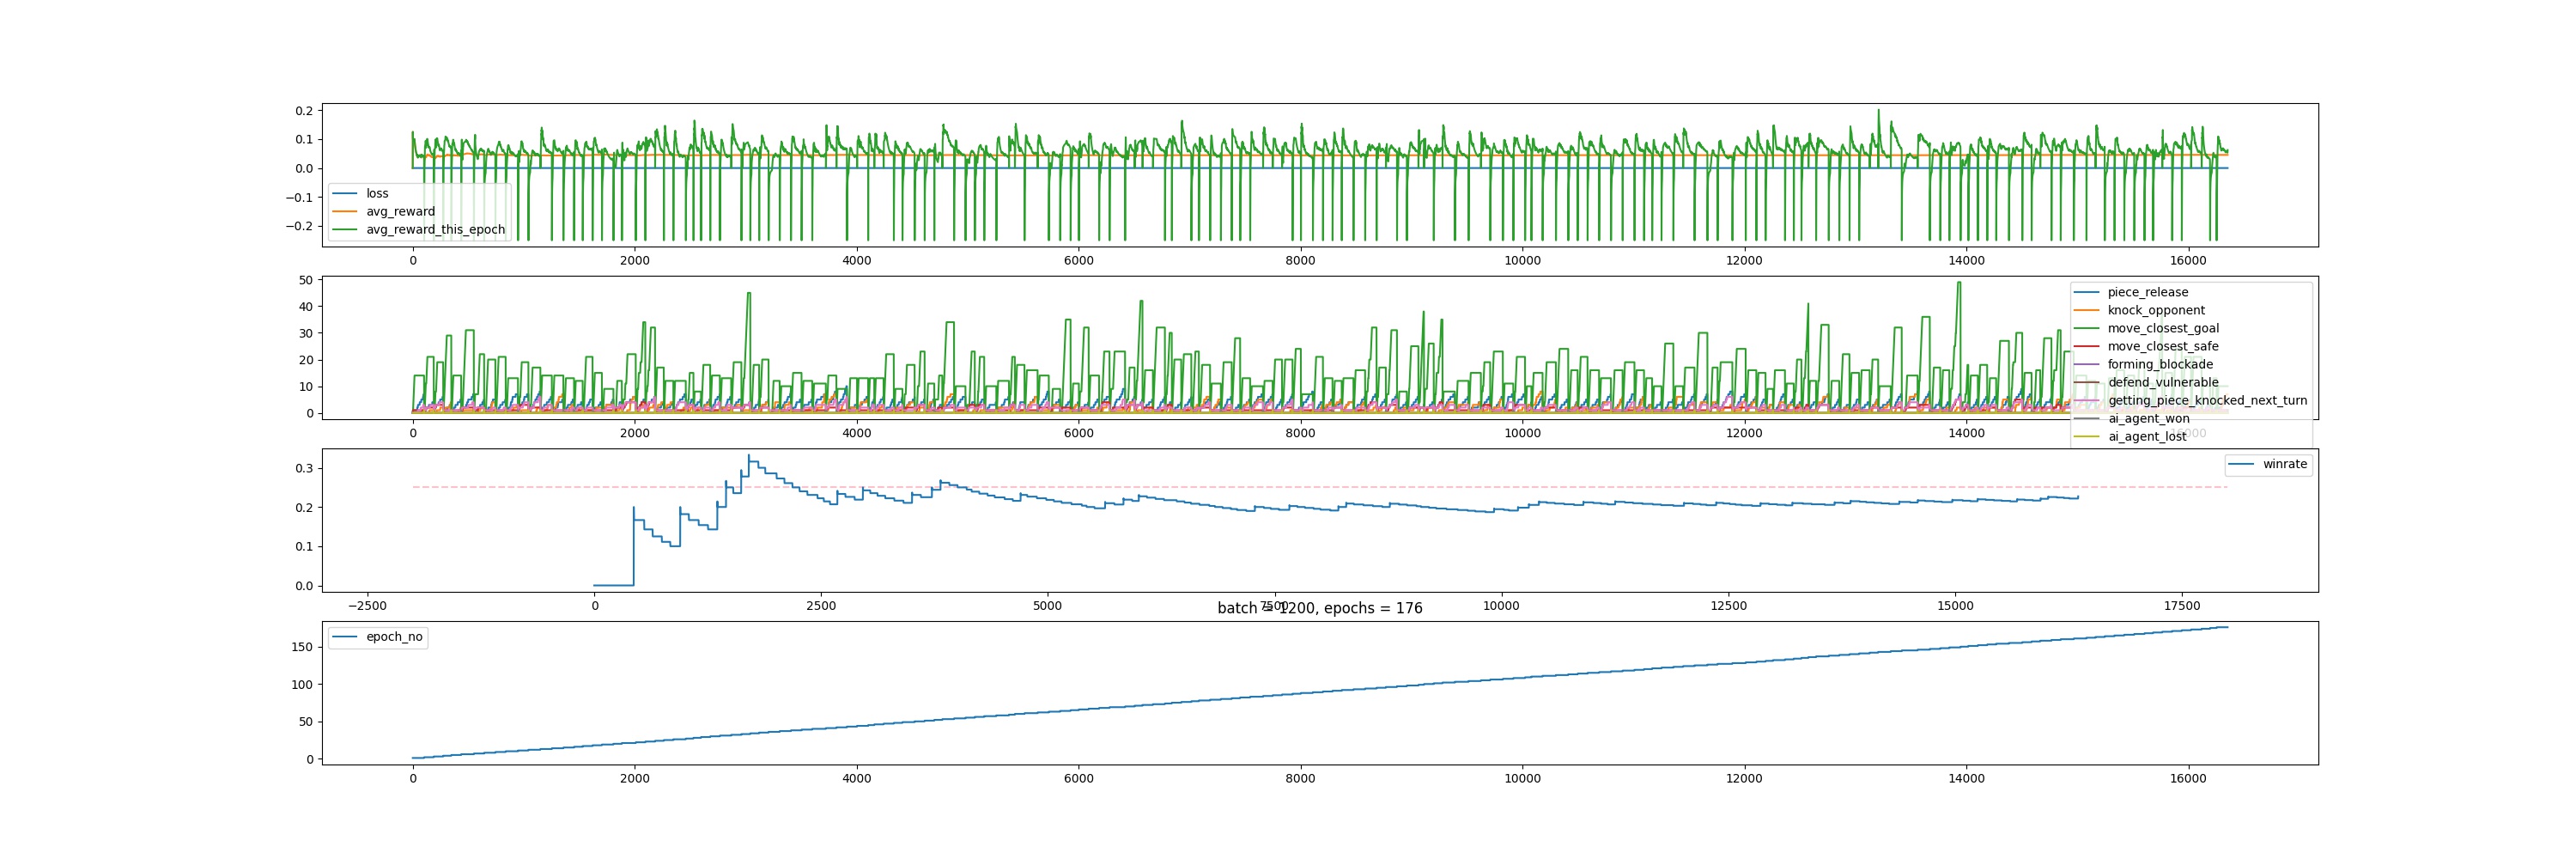 0.2
0.1
0.0
−0.1
−0.2
loss
avg_reward
avg_reward_this_epoch
0 2000 4000 6000 8000 10000 12000 14000 16000
50
40
30
20
10
0
piece_release
knock_opponent
move_closest_goal
move_closest_safe
forming_blockade
defend_vulnerable
getting_piece_knocked_next_turn
ai_agent_won
ai_agent_lost
0 2000 4000 6000 8000 10000 12000 14000 16000
0.3
0.2
0.1
0.0
winrate
−2500 0 2500 5000 7500 10000 12500 15000 17500
batch = 1200, epochs = 176
150
100
50
0
epoch_no
0 2000 4000 6000 8000 10000 12000 14000 16000